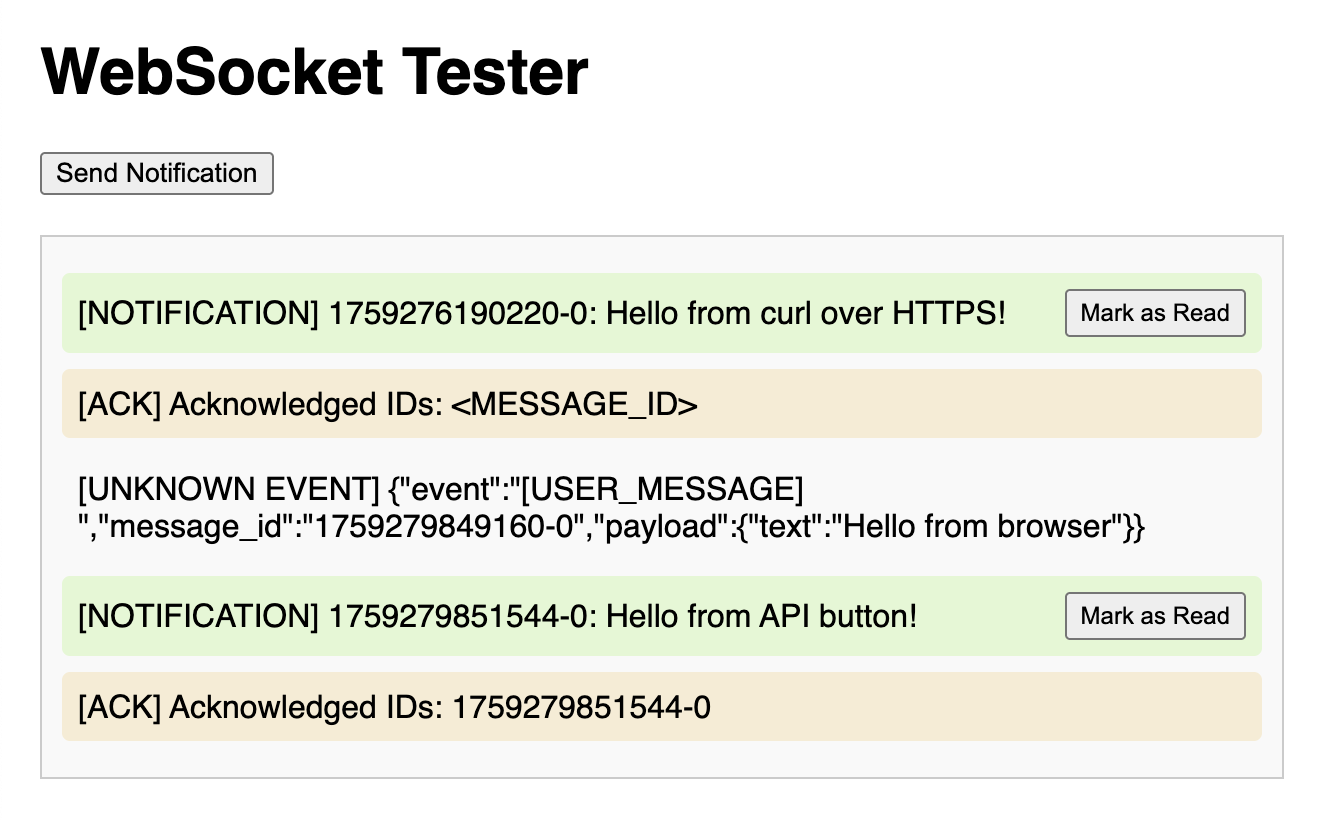 WebSocket Tester
Send Notification
[NOTIFICATION] 1759276190220-0: Hello from curl over HTTPS!
Mark as Read
[ACK] Acknowledged IDs: <MESSAGE_ID>
[UNKNOWN EVENT] {"event":"[USER_MESSAGE]
","message_id":"1759279849160-0","payload":{"text":"Hello from browser"}}
[NOTIFICATION] 1759279851544-0: Hello from API button!
Mark as Read
[ACK] Acknowledged IDs: 1759279851544-0